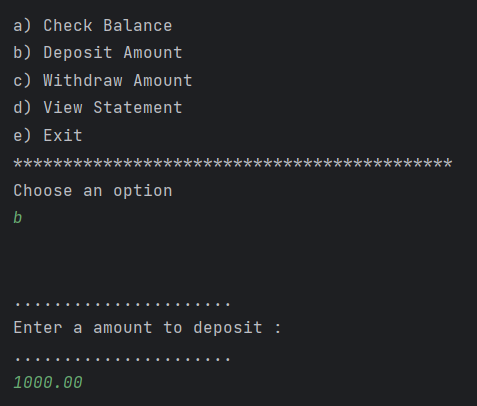 a) Check Balance
b) Deposit Amount
c) Withdraw Amount
d) View Statement
e) Exit
********************************************
Choose an option
b
......................
Enter a amount to deposit :
......................
1000.00